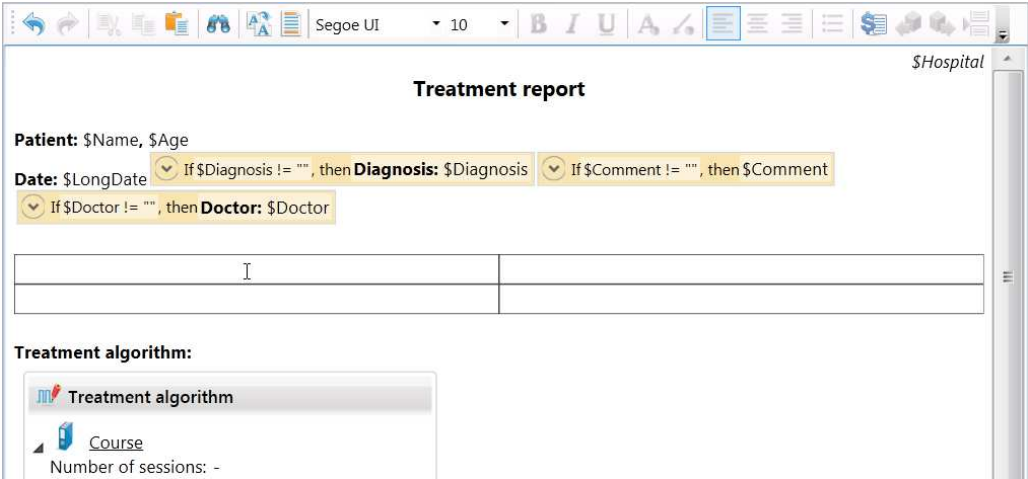 Segoe UI 10 B I U A
$Hospital
Treatment report
Patient: $Name, $Age
Date: $LongDate If $Diagnosis != "", then Diagnosis: $Diagnosis If $Comment != "", then $Comment
If $Doctor != "", then Doctor: $Doctor
Treatment algorithm:
Treatment algorithm
Course
Number of sessions: -